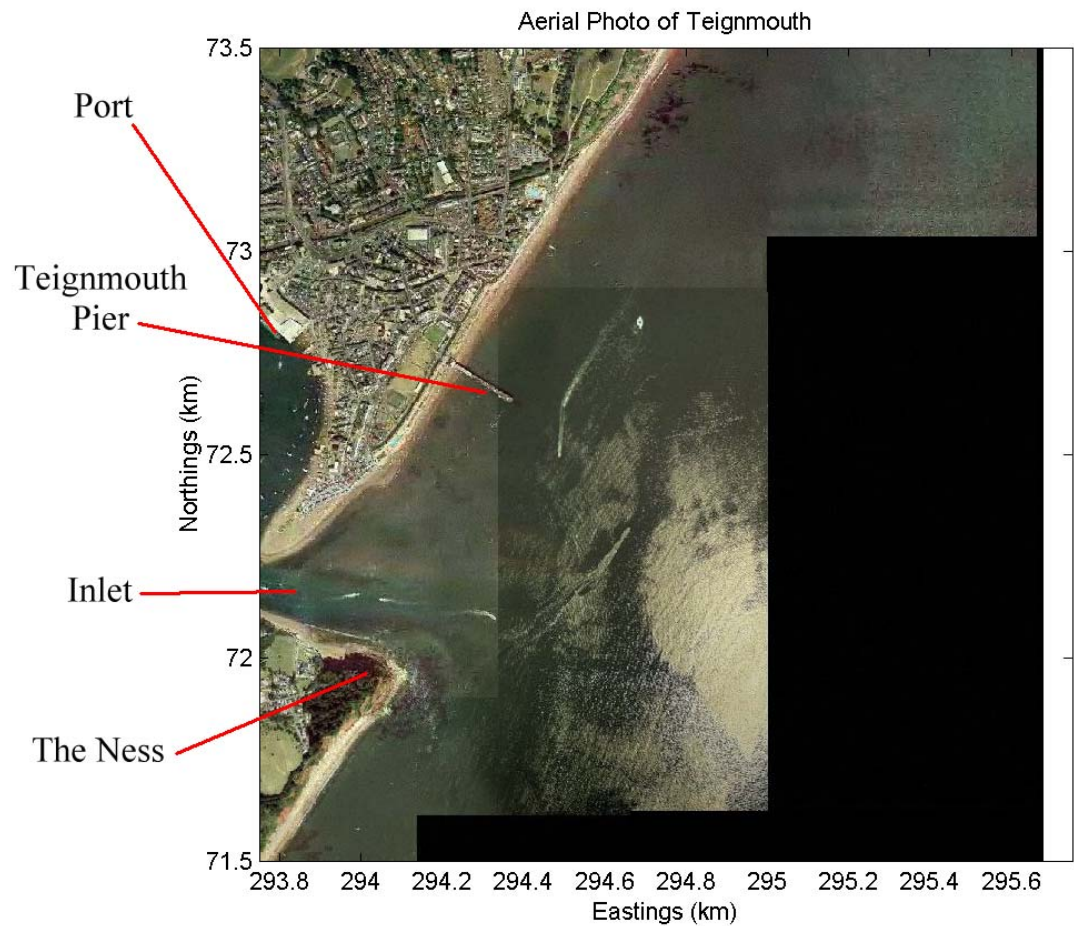 Aerial Photo of Teignmouth
73.5
Port
73
Teignmouth
Pier
72.5
Northings (km)
Inlet
72
The Ness
71.5
293.8 294 294.2 294.4 294.6 294.8 295 295.2 295.4 295.6
Eastings (km)